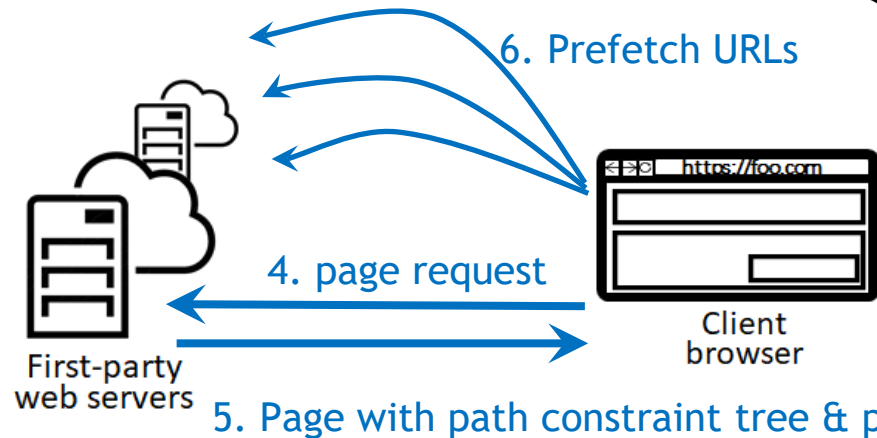 6. Prefetch URLs
https://foo.com
4. page request
Client
browser
First-party
web servers
5. Page with path constraint tree & p